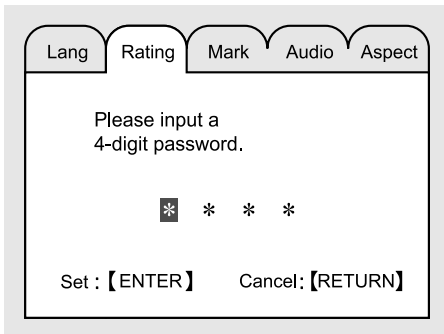 Lang Rating Mark Audio Aspect
Please input a
4-digit password.
* * * *
Set :【ENTER】 Cancel:【RETURN】